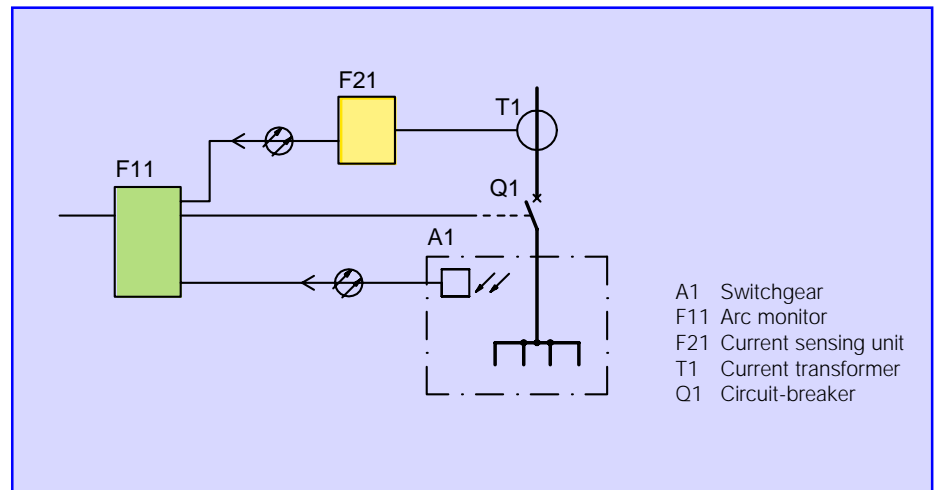 F21
T1
F11
Q1
A1
A1 Switchgear
F11 Arc monitor
F21 Current sensing unit
T1 Current transformer
Q1 Circuit-breaker